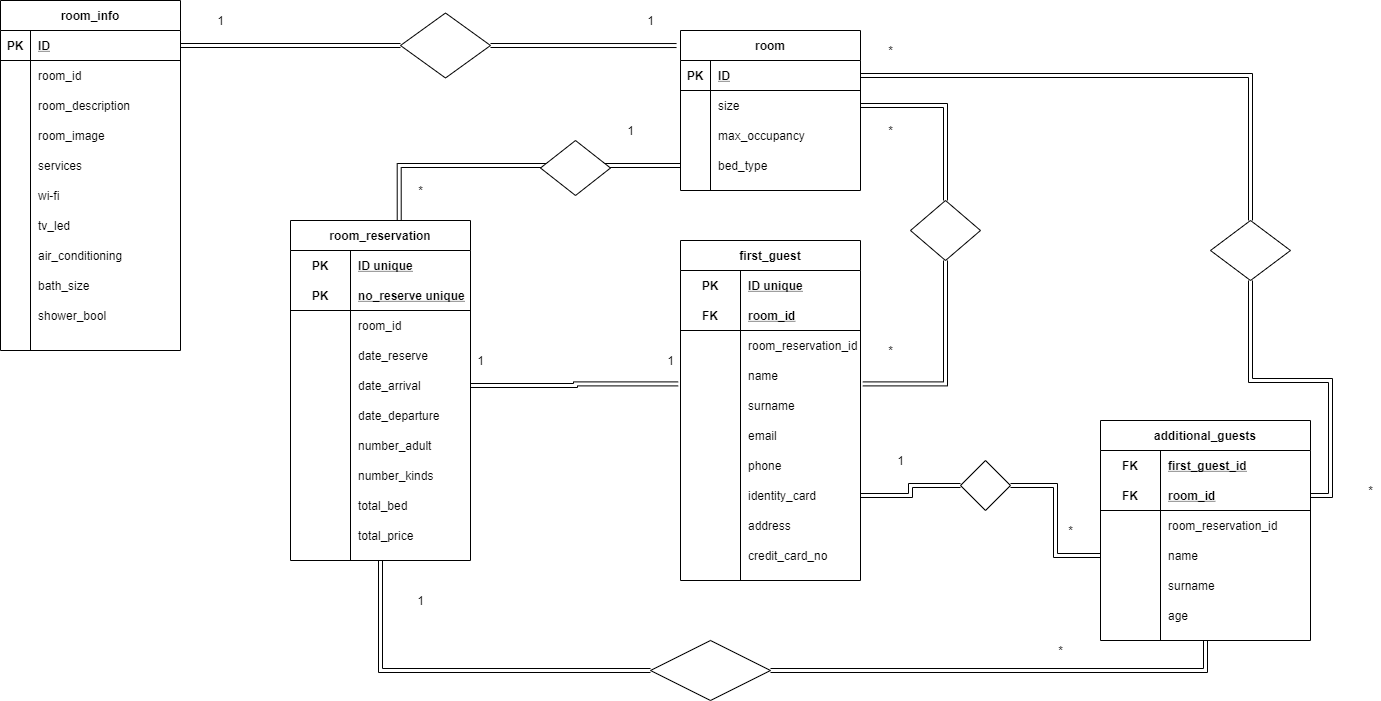 room_info
PK ID
room_id
room_description
room_image
services
wi-fi
tv_led
air_conditioning
bath_size
shower_bool
1
1
room
PK ID
size
max_occupancy
bed_type
*
*
1
*
room_reservation
PK ID unique
PK no_reserve unique
room_id
date_reserve
date_arrival
date_departure
number_adult
number_kinds
total_bed
total_price
1
1
first_guest
PK ID unique
FK room_id
room_reservation_id
name
surname
email
phone
identity_card
address
credit_card_no
*
1
*
additional_guests
FK first_guest_id
FK room_id
room_reservation_id
name
surname
age
*
1
*